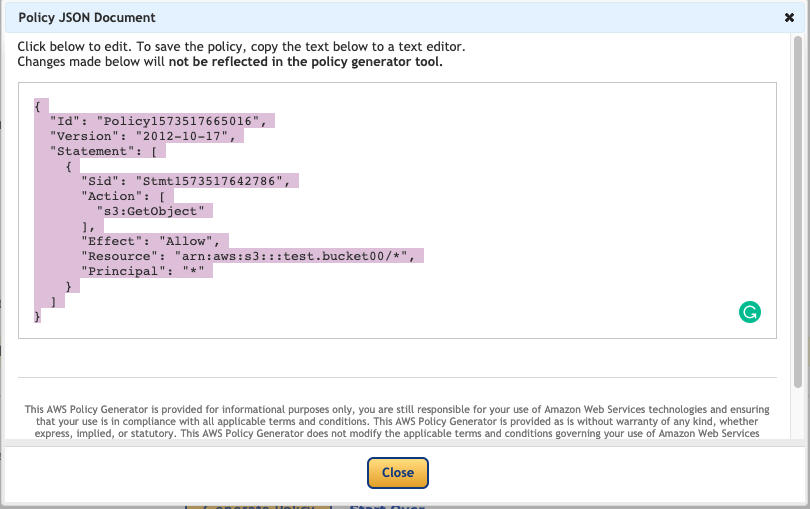 Policy JSON Document
Click below to edit. To save the policy, copy the text below to a text editor.
Changes made below will not be reflected in the policy generator tool.
{
  "Id": "Policy1573517665016",
  "Version": "2012-10-17",
  "Statement": [
    {
      "Sid": "Stmt1573517642786",
      "Action": [
        "s3:GetObject"
      ],
      "Effect": "Allow",
      "Resource": "arn:aws:s3:::test.bucket00/*",
      "Principal": "*"
    }
  ]
}
This AWS Policy Generator is provided for informational purposes only, you are still responsible for your use of Amazon Web Services technologies and ensuring
that your use is in compliance with all applicable terms and conditions. This AWS Policy Generator is provided as is without warranty of any kind, whether
express, implied, or statutory. This AWS Policy Generator does not modify the applicable terms and conditions governing your use of Amazon Web Services
Close
Generate Policy Start Over